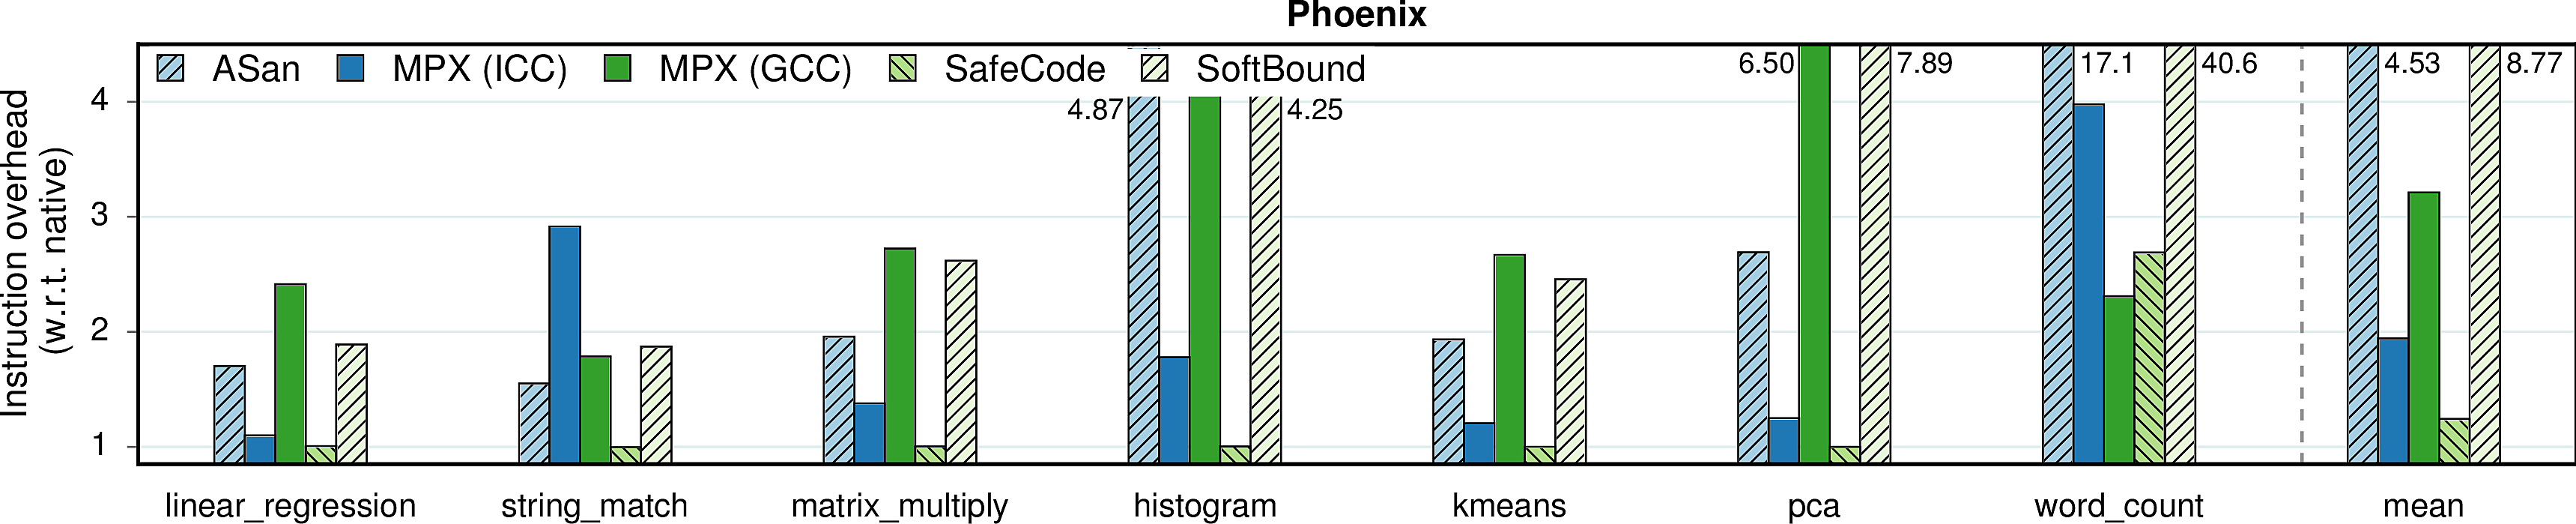 Phoenix
ASan MPX (ICC) MPX (GCC) SafeCode SoftBound
Instruction overhead
(w.r.t. native)
4
3
2
1
4.87
4.25
6.50
7.89
17.1
40.6
4.53
8.77
linear_regression string_match matrix_multiply histogram kmeans pca word_count mean